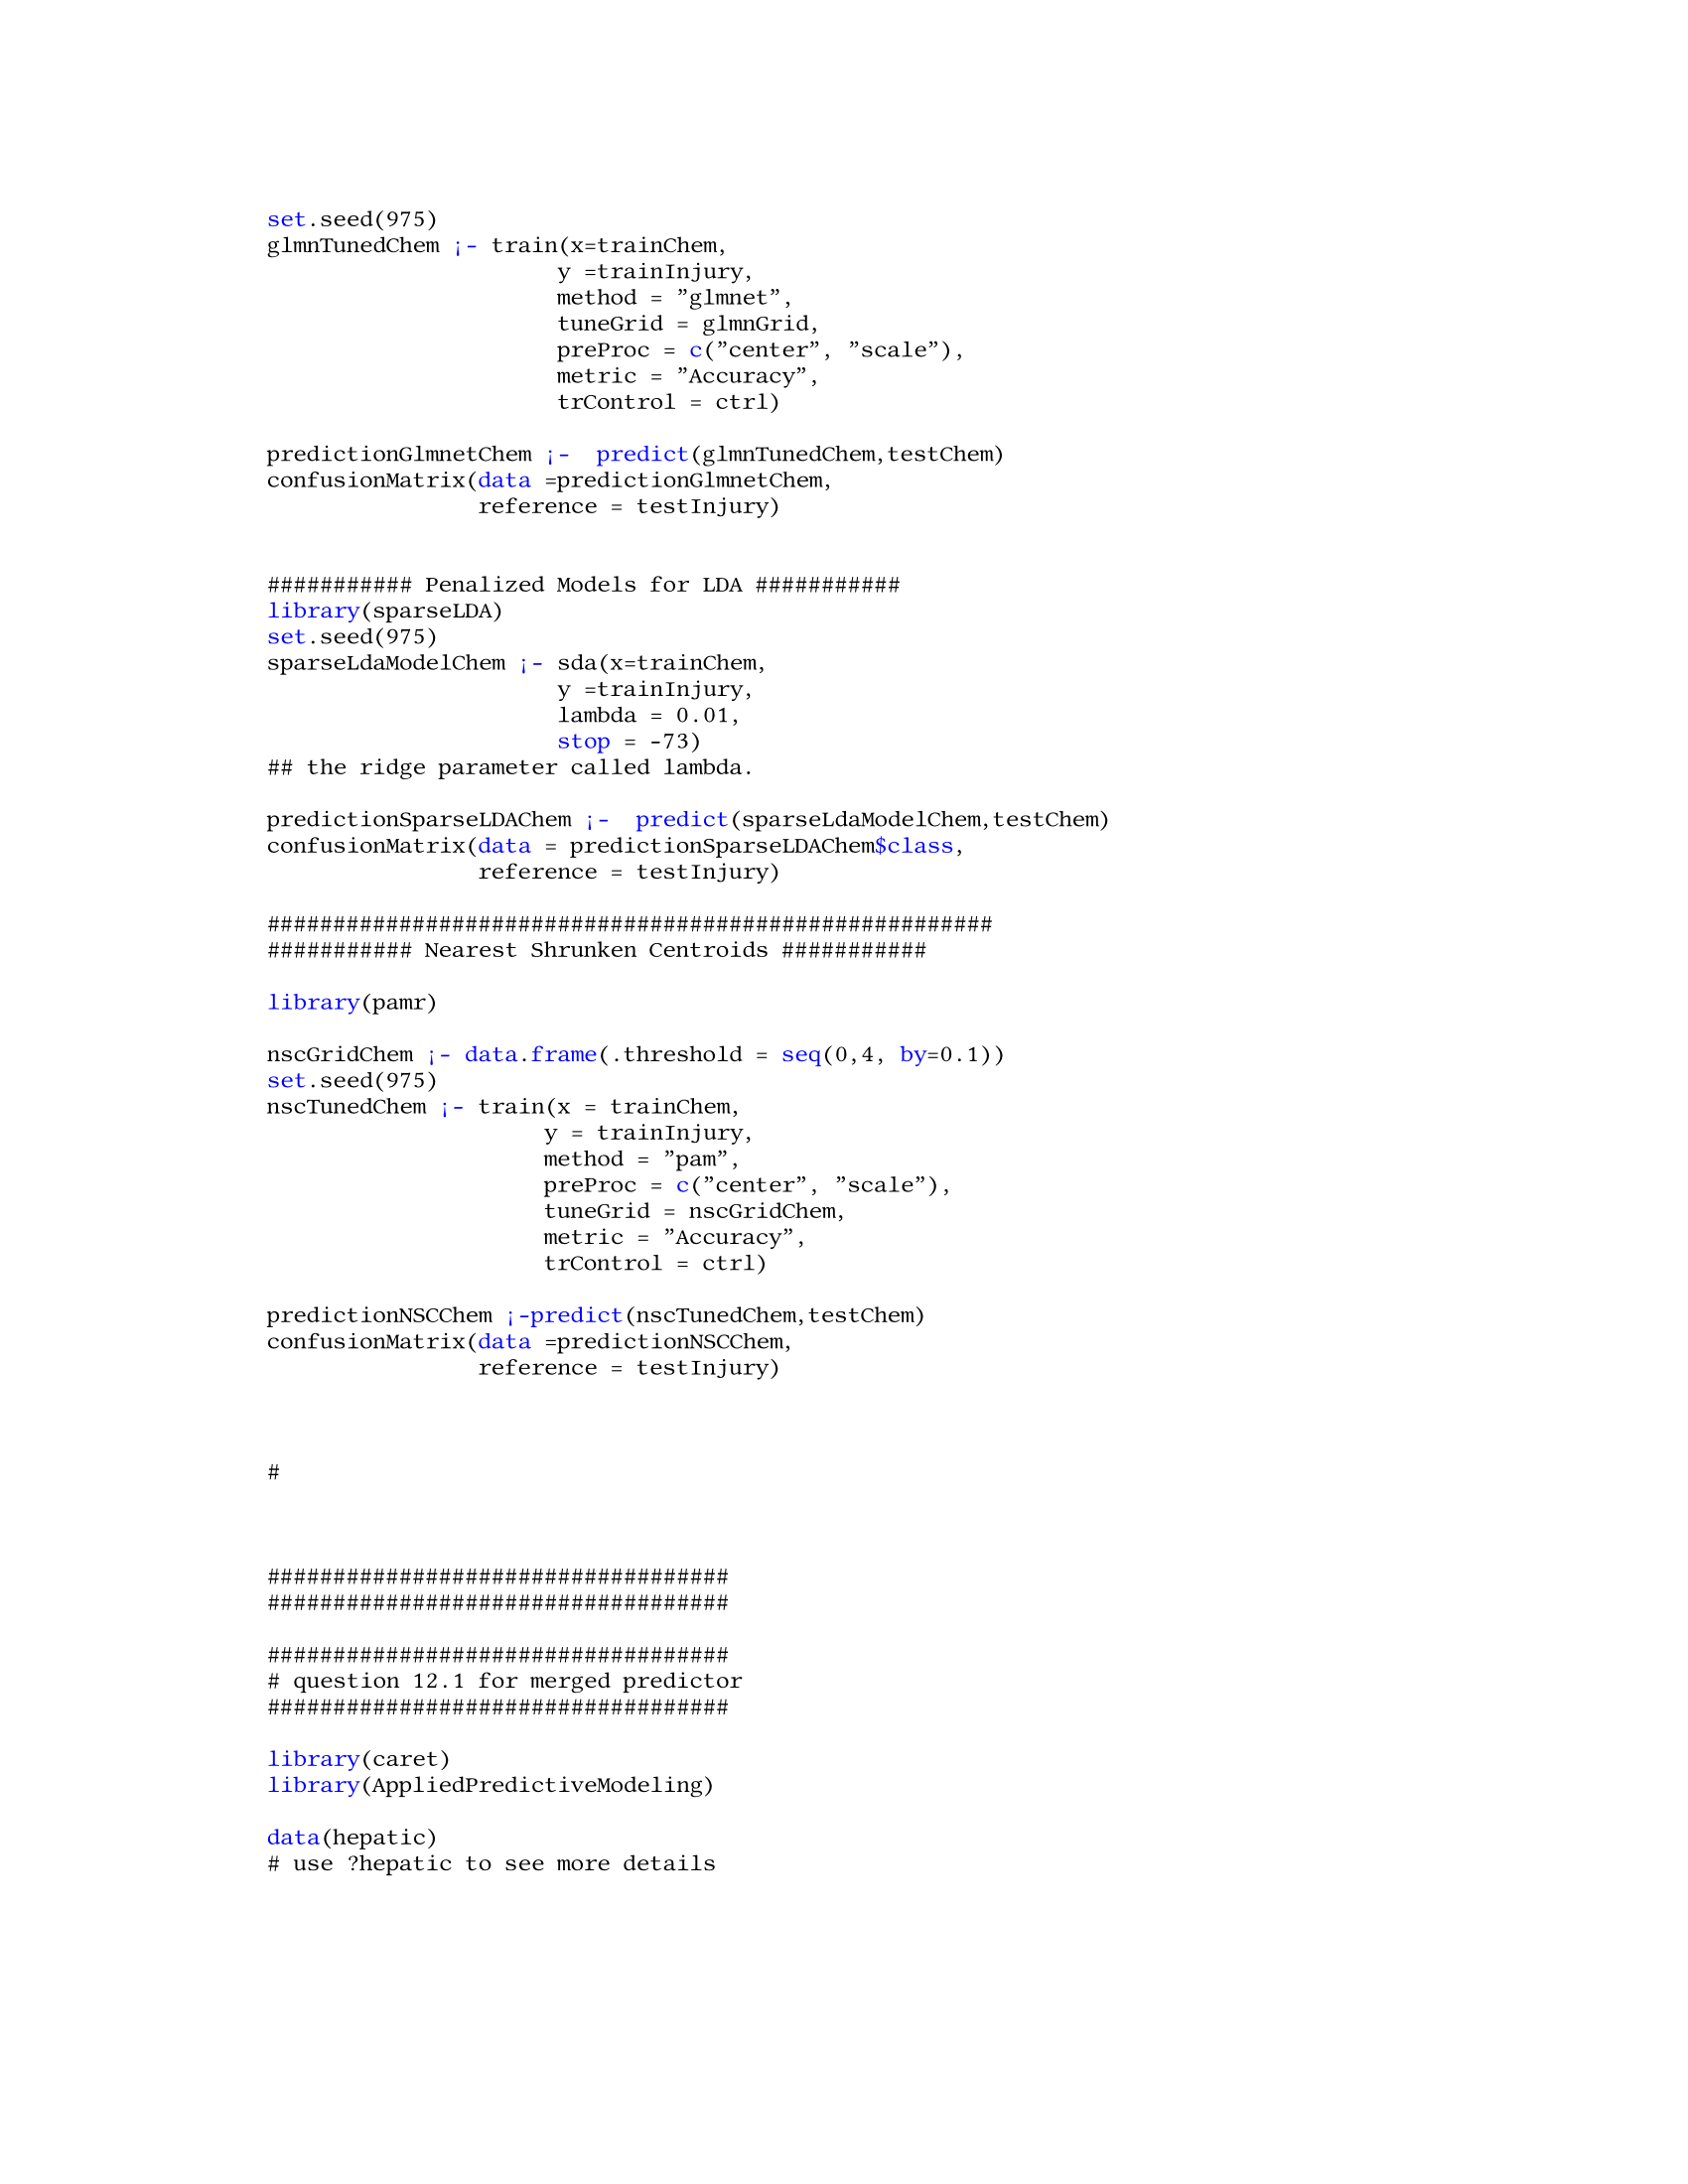 set.seed(975)
glmnTunedChem ¡- train(x=trainChem,
                      y =trainInjury,
                      method = ”glmnet”,
                      tuneGrid = glmnGrid,
                      preProc = c(”center”, ”scale”),
                      metric = ”Accuracy”,
                      trControl = ctrl)

predictionGlmnetChem ¡-  predict(glmnTunedChem,testChem)
confusionMatrix(data =predictionGlmnetChem,
                reference = testInjury)


########### Penalized Models for LDA ###########
library(sparseLDA)
set.seed(975)
sparseLdaModelChem ¡- sda(x=trainChem,
                      y =trainInjury,
                      lambda = 0.01,
                      stop = -73)
## the ridge parameter called lambda.

predictionSparseLDAChem ¡-  predict(sparseLdaModelChem,testChem)
confusionMatrix(data = predictionSparseLDAChem$class,
                reference = testInjury)

#######################################################
########### Nearest Shrunken Centroids ###########

library(pamr)

nscGridChem ¡- data.frame(.threshold = seq(0,4, by=0.1))
set.seed(975)
nscTunedChem ¡- train(x = trainChem,
                     y = trainInjury,
                     method = ”pam”,
                     preProc = c(”center”, ”scale”),
                     tuneGrid = nscGridChem,
                     metric = ”Accuracy”,
                     trControl = ctrl)

predictionNSCChem ¡-predict(nscTunedChem,testChem)
confusionMatrix(data =predictionNSCChem,
                reference = testInjury)



#



###################################
###################################

###################################
# question 12.1 for merged predictor
###################################

library(caret)
library(AppliedPredictiveModeling)

data(hepatic)
# use ?hepatic to see more details